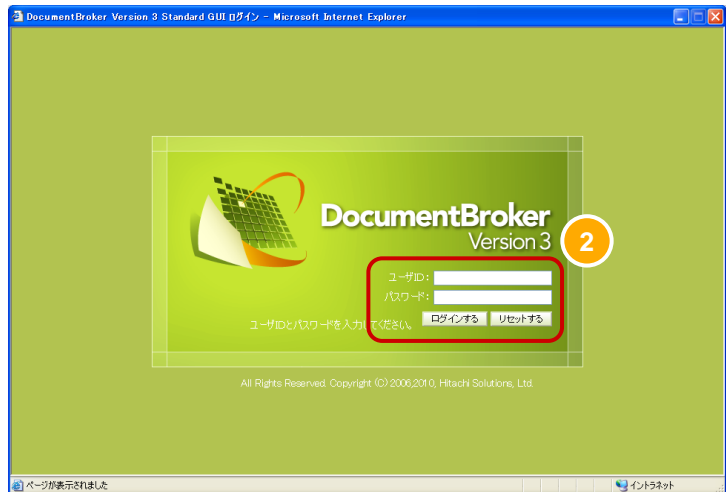 DocumentBroker Version 3 Standard GUI ログイン - Microsoft Internet Explorer
DocumentBroker
Version 3
2
ユーザID：
パスワード：
ユーザIDとパスワードを入力してください。
ログインする リセットする
All Rights Reserved. Copyright (C) 2006,2010, Hitachi Solutions, Ltd.
ページが表示されました イントラネット